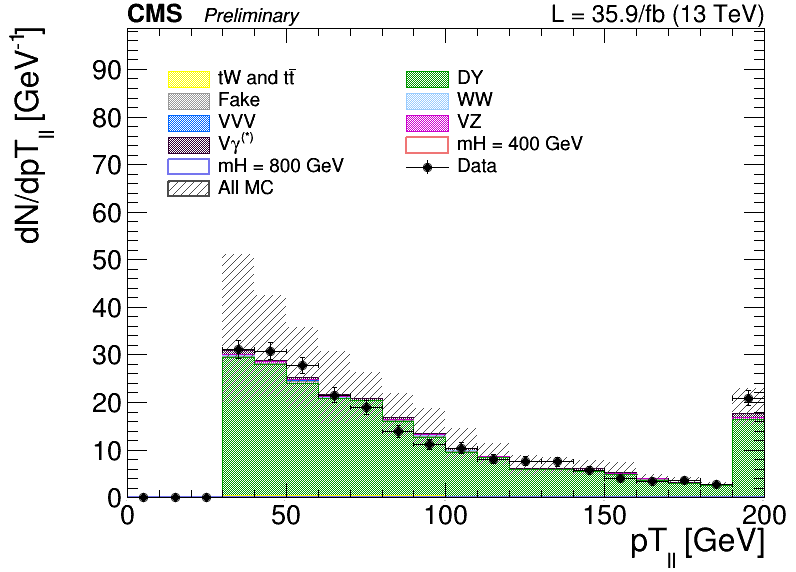 CMS Preliminary L = 35.9/fb (13 TeV)
dN/dpT_ll [GeV⁻¹]
90
80
70
60
50
40
30
20
10
0
tW and tt̄
DY
Fake
WW
VVV
VZ
Vγ(*)
mH = 400 GeV
mH = 800 GeV
Data
All MC
0 50 100 150 200
pT_ll [GeV]